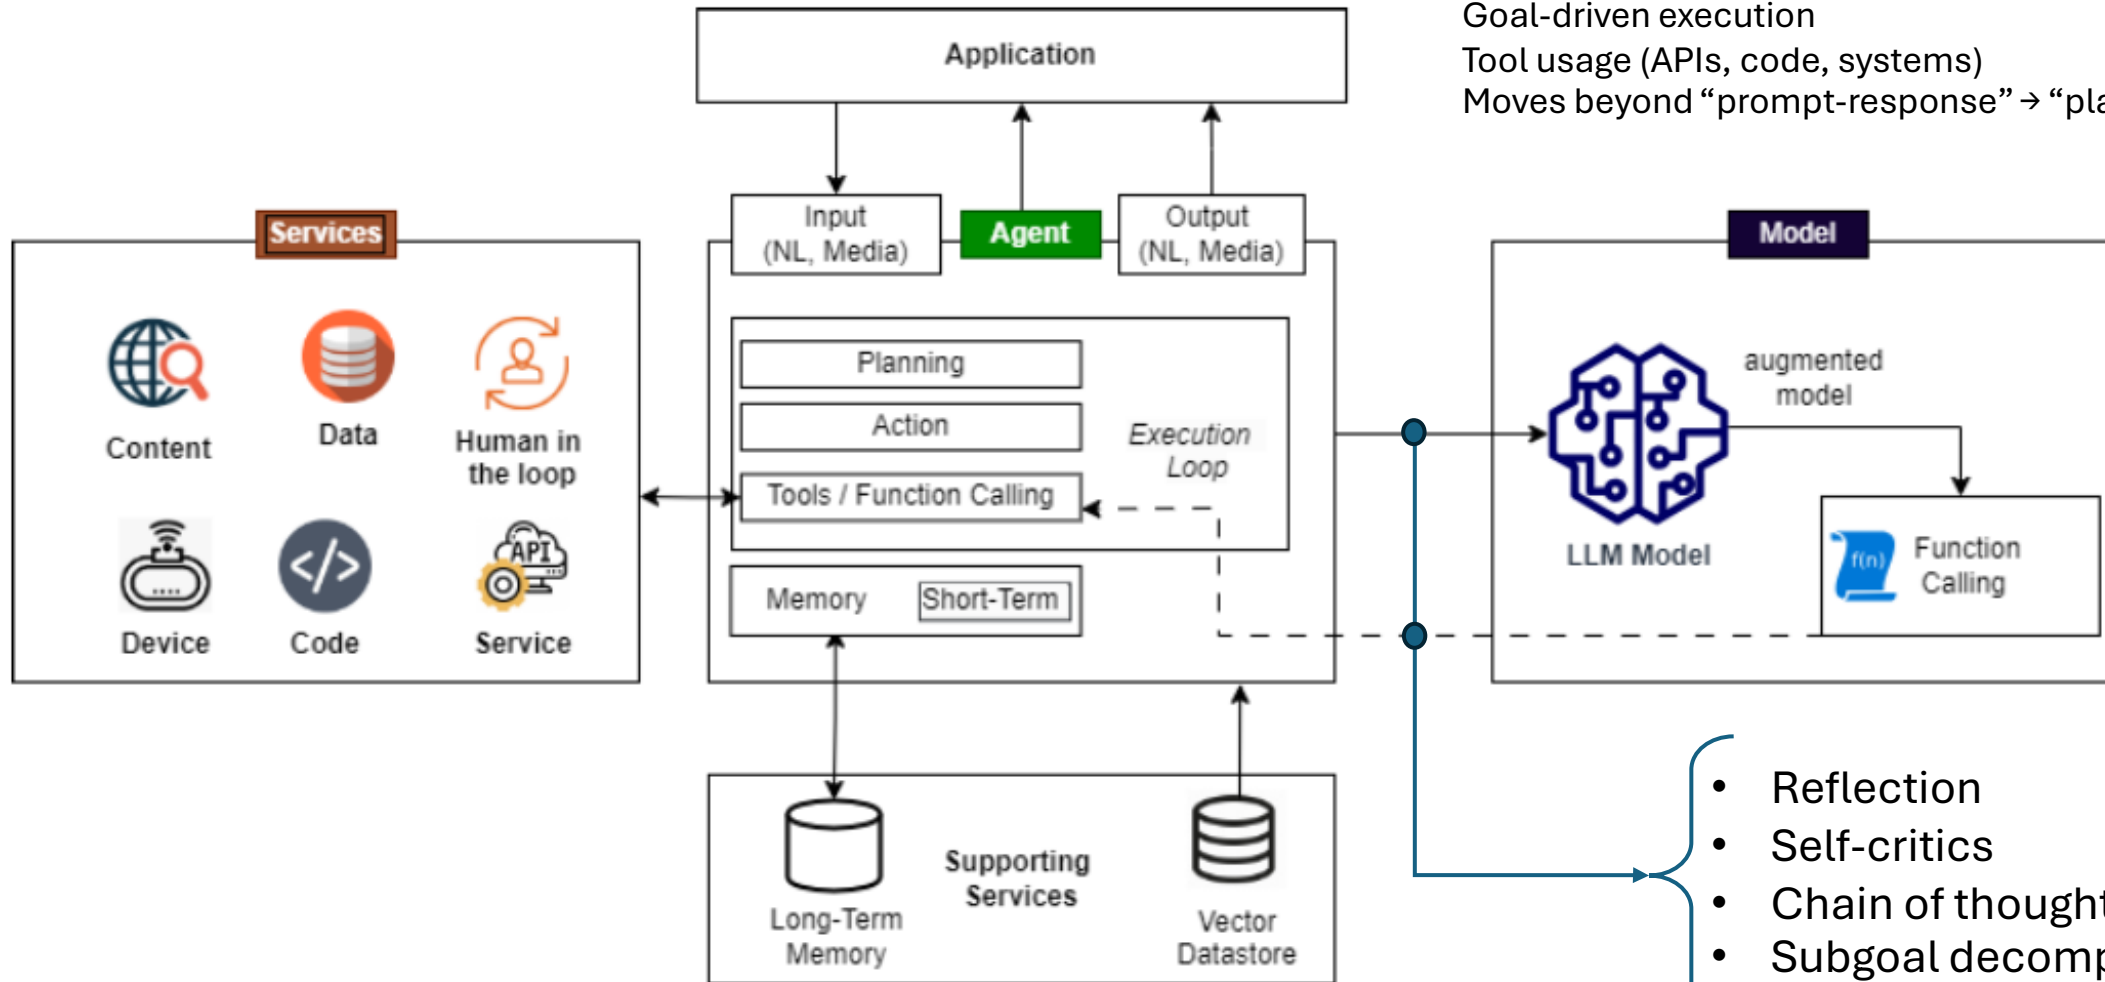 Goal-driven execution
Tool usage (APIs, code, systems)
Moves beyond “prompt-response” → “pla
Application
Input
(NL, Media)
Agent
Output
(NL, Media)
Services
Content
Data
Human in
the loop
Device
Code
API
Service
Planning
Action
Tools / Function Calling
Execution
Loop
Memory
Short-Term
Model
augmented
model
LLM Model
f(n)
Function
Calling
Long-Term
Memory
Supporting
Services
Vector
Datastore
• Reflection
• Self-critics
• Chain of thought
• Subgoal decomp